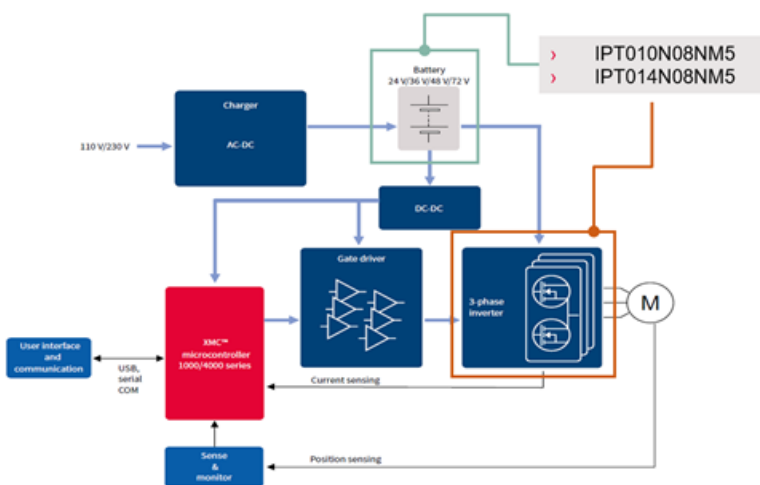 › IPT010N08NM5
› IPT014N08NM5
Battery
24 V/36 V/48 V/72 V
Charger
AC-DC
110 V/230 V
DC-DC
Gate driver
3-phase
inverter
M
XMC™
microcontroller
1000/4000 series
User interface
and
communication
USB,
serial
COM
Current sensing
Sense
&
monitor
Position sensing